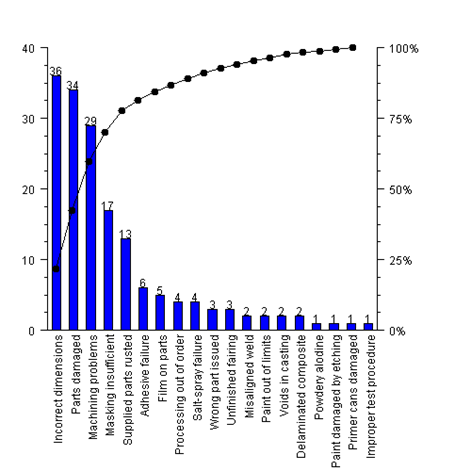 40
30
20
10
0
100%
75%
50%
25%
0%
36
34
29
17
13
6
5
4
4
3
3
2
2
2
2
1
1
1
1
Incorrect dimensions
Parts damaged
Machining problems
Masking insufficient
Supplied parts rusted
Adhesive failure
Film on parts
Processing out of order
Salt-spray failure
Wrong part issued
Unfinished fairing
Misaligned weld
Paint out of limits
Voids in casting
Delaminated composite
Powdery alodine
Paint damaged by etching
Primer cans damaged
Improper test procedure